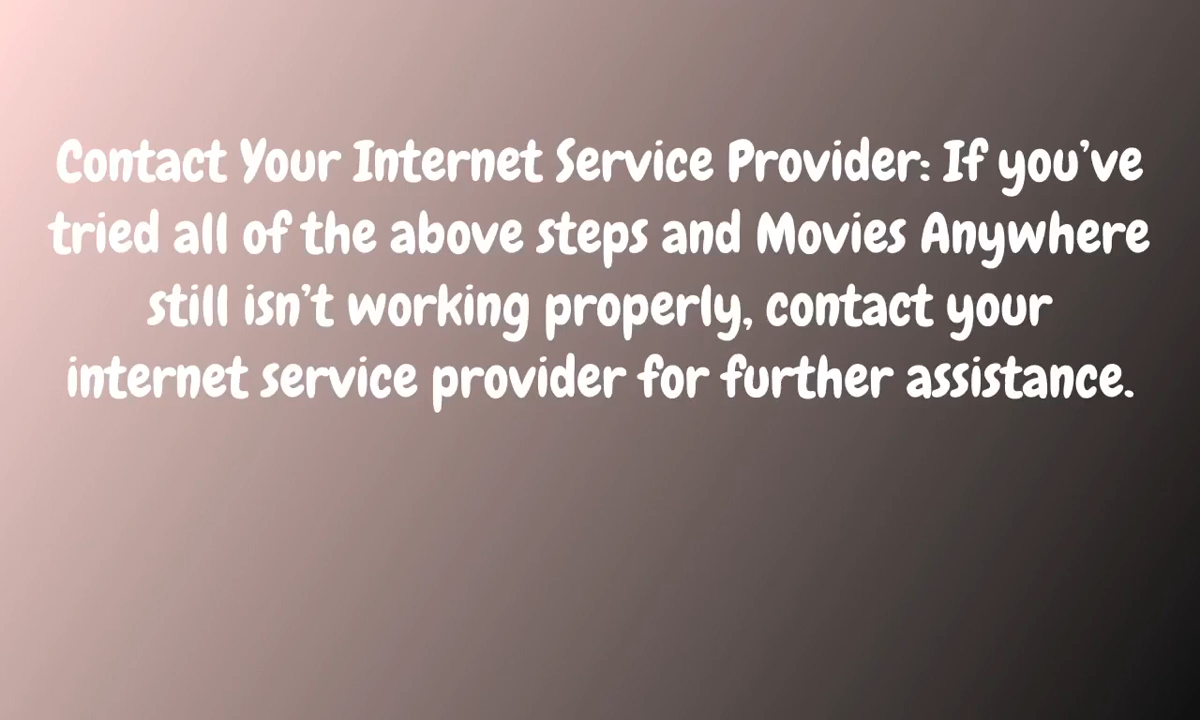 Contact Your Internet Service Provider: If you’ve
tried all of the above steps and Movies Anywhere
still isn’t working properly, contact your
internet service provider for further assistance.